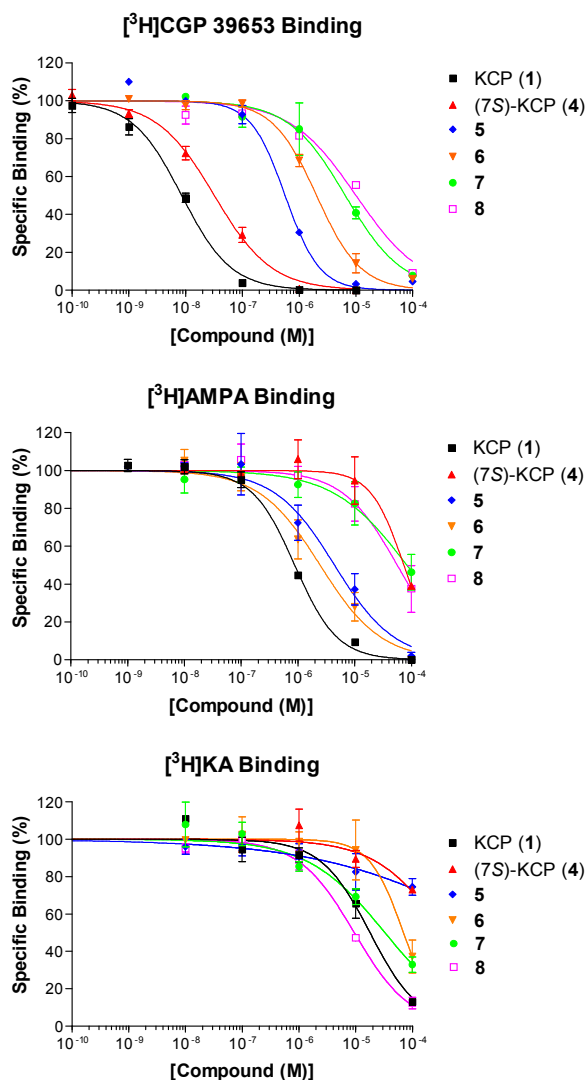 [³H]CGP 39653 Binding
Specific Binding (%)
120
100
80
60
40
20
0
10⁻¹⁰ 10⁻⁹ 10⁻⁸ 10⁻⁷ 10⁻⁶ 10⁻⁵ 10⁻⁴
[Compound (M)]
KCP (1)
(7S)-KCP (4)
5
6
7
8
[³H]AMPA Binding
Specific Binding (%)
120
100
80
60
40
20
0
10⁻¹⁰ 10⁻⁹ 10⁻⁸ 10⁻⁷ 10⁻⁶ 10⁻⁵ 10⁻⁴
[Compound (M)]
KCP (1)
(7S)-KCP (4)
5
6
7
8
[³H]KA Binding
Specific Binding (%)
120
100
80
60
40
20
0
10⁻¹⁰ 10⁻⁹ 10⁻⁸ 10⁻⁷ 10⁻⁶ 10⁻⁵ 10⁻⁴
[Compound (M)]
KCP (1)
(7S)-KCP (4)
5
6
7
8